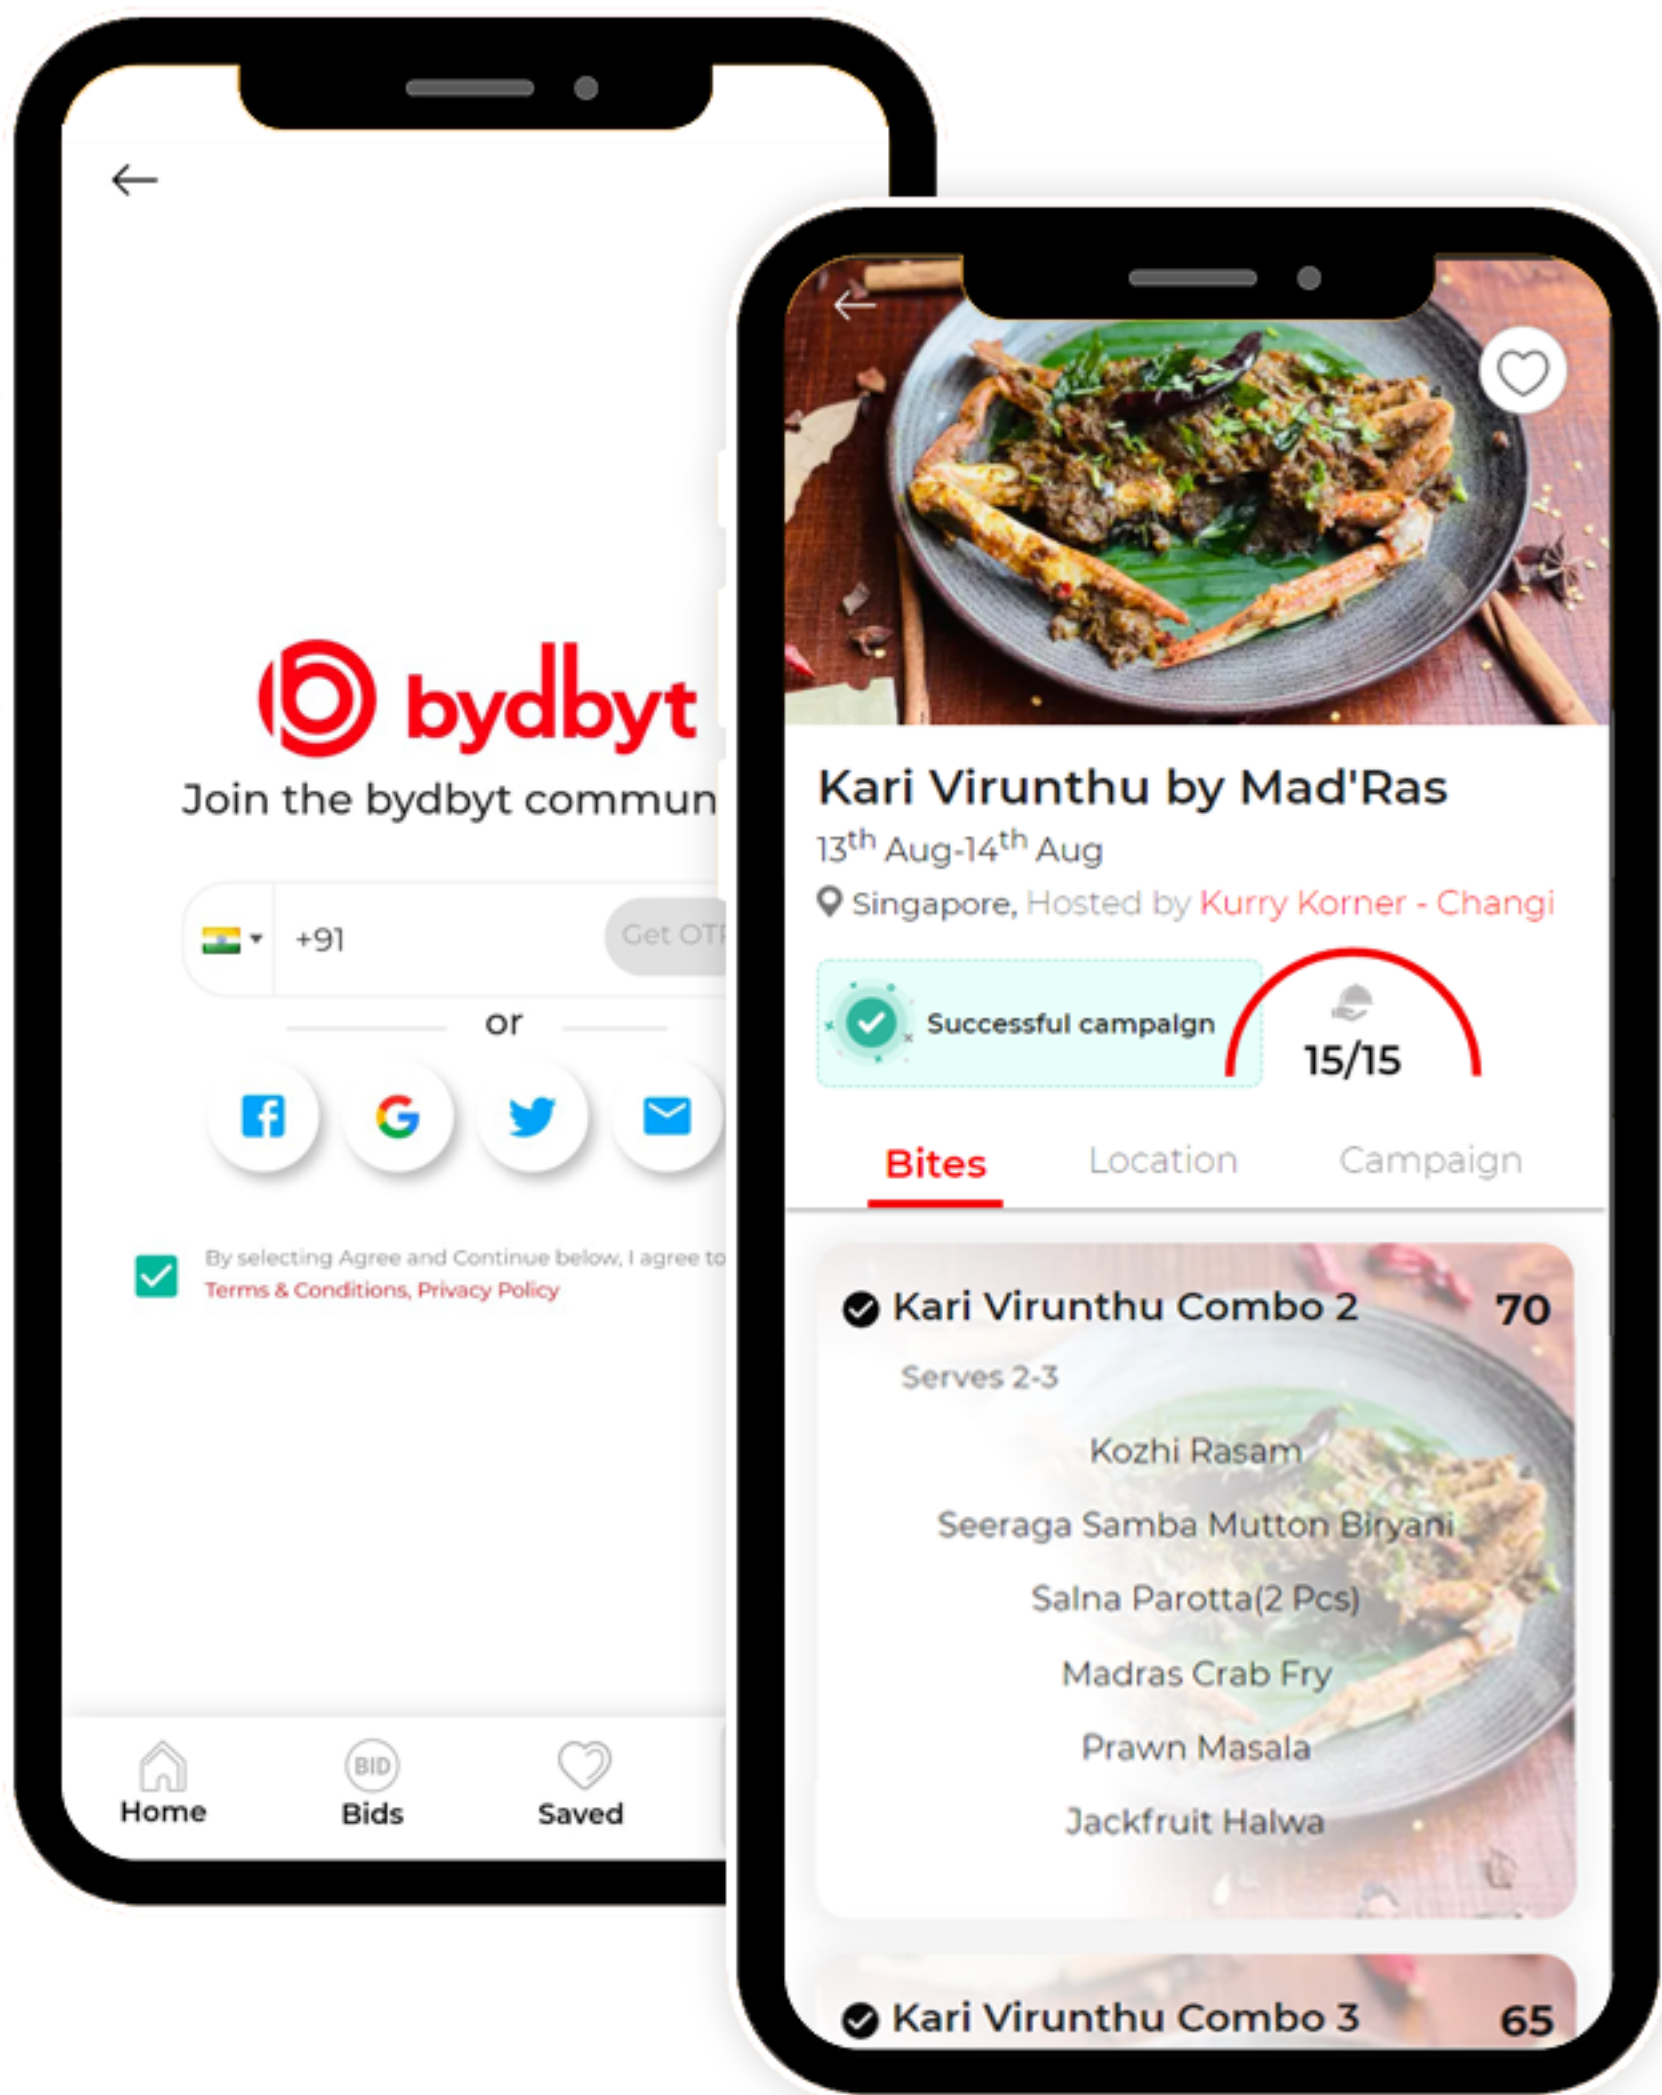 bydbyt
Join the bydbyt commun
+91
Get OT
or
By selecting Agree and Continue below, I agree to
Terms & Conditions, Privacy Policy
Home
BID
Bids
Saved
Kari Virunthu by Mad'Ras
13th Aug-14th Aug
Singapore, Hosted by Kurry Korner - Changi
Successful campaign
15/15
Bites Location Campaign
Kari Virunthu Combo 2 70
Serves 2-3
Kozhi Rasam
Seeraga Samba Mutton Biryani
Salna Parotta(2 Pcs)
Madras Crab Fry
Prawn Masala
Jackfruit Halwa
Kari Virunthu Combo 3 65